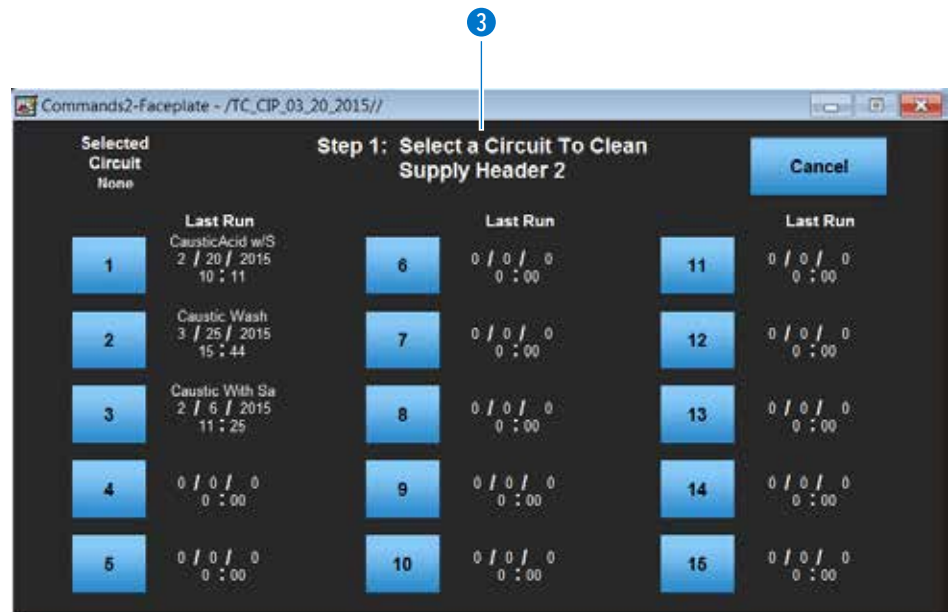 3
Commands2-Faceplate - /TC_CIP_03_20_2015//
Selected
Circuit
None
Step 1: Select a Circuit To Clean
Supply Header 2
Cancel
Last Run
Last Run
Last Run
1
CausticAcid w/S
2 / 20 / 2015
10 : 11
6
0 / 0 / 0
0 : 00
11
0 / 0 / 0
0 : 00
2
Caustic Wash
3 / 25 / 2015
15 : 44
7
0 / 0 / 0
0 : 00
12
0 / 0 / 0
0 : 00
3
Caustic With Sa
2 / 6 / 2015
11 : 25
8
0 / 0 / 0
0 : 00
13
0 / 0 / 0
0 : 00
4
0 / 0 / 0
0 : 00
9
0 / 0 / 0
0 : 00
14
0 / 0 / 0
0 : 00
5
0 / 0 / 0
0 : 00
10
0 / 0 / 0
0 : 00
15
0 / 0 / 0
0 : 00